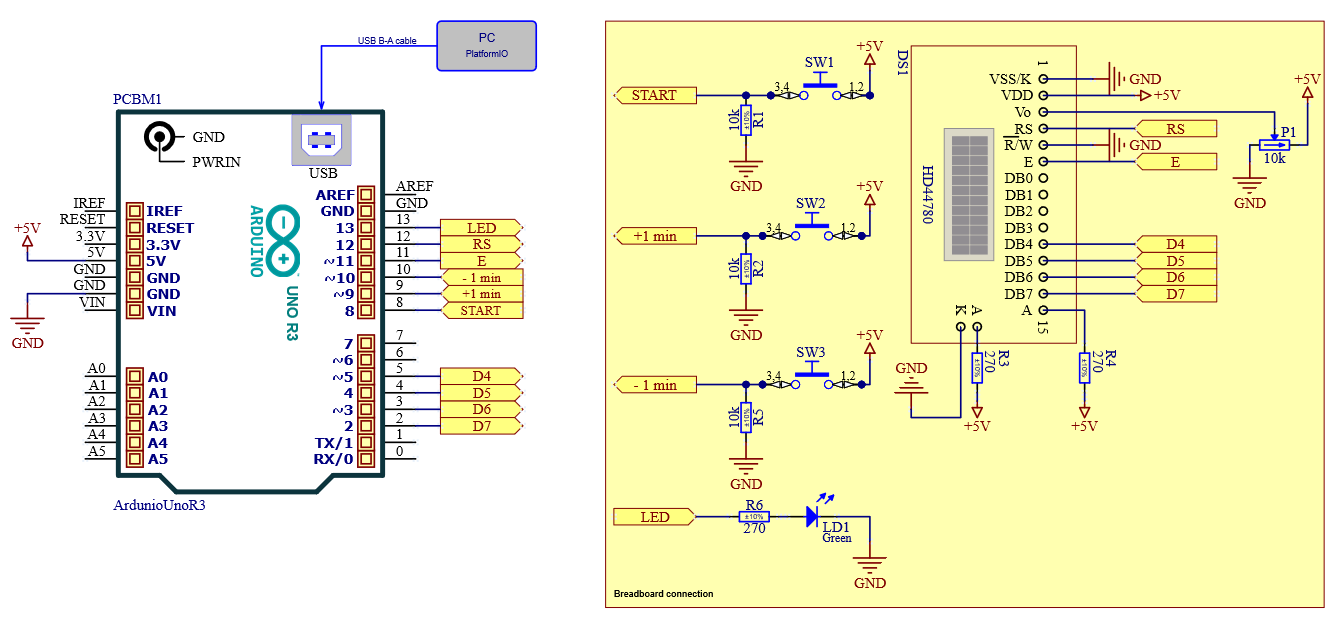 USB B-A cable
PC
PlatformIO
PCBM1
GND
PWRIN
USB
IREF
RESET
3.3V
5V
GND
GND
VIN
+5V
GND
IREF
RESET
3.3V
5V
GND
GND
VIN
ARDUINO
UNO R3
AREF
GND
13
12
~11
~10
~9
8
AREF
GND
13
12
11
10
9
8
LED
RS
E
- 1 min
+1 min
START
7
~6
~5
4
~3
2
TX/1
RX/0
7
6
5
4
3
2
1
0
D4
D5
D6
D7
A0
A1
A2
A3
A4
A5
A0
A1
A2
A3
A4
A5
ArdunioUnoR3
START
10k
±10%
R1
GND
SW1
3,4
1,2
+5V
+1 min
10k
±10%
R2
GND
SW2
3,4
1,2
+5V
- 1 min
10k
±10%
R5
GND
SW3
3,4
1,2
+5V
LED
R6
±10%
270
LD1
Green
GND
DS1
HD44780
1
VSS/K
VDD
Vo
RS
R/W
E
DB0
DB1
DB2
DB3
DB4
DB5
DB6
DB7
A
15
K
A
GND
+5V
RS
GND
E
D4
D5
D6
D7
+5V
P1
10k
GND
GND
R3
270
±10%
+5V
R4
270
±10%
+5V
Breadboard connection